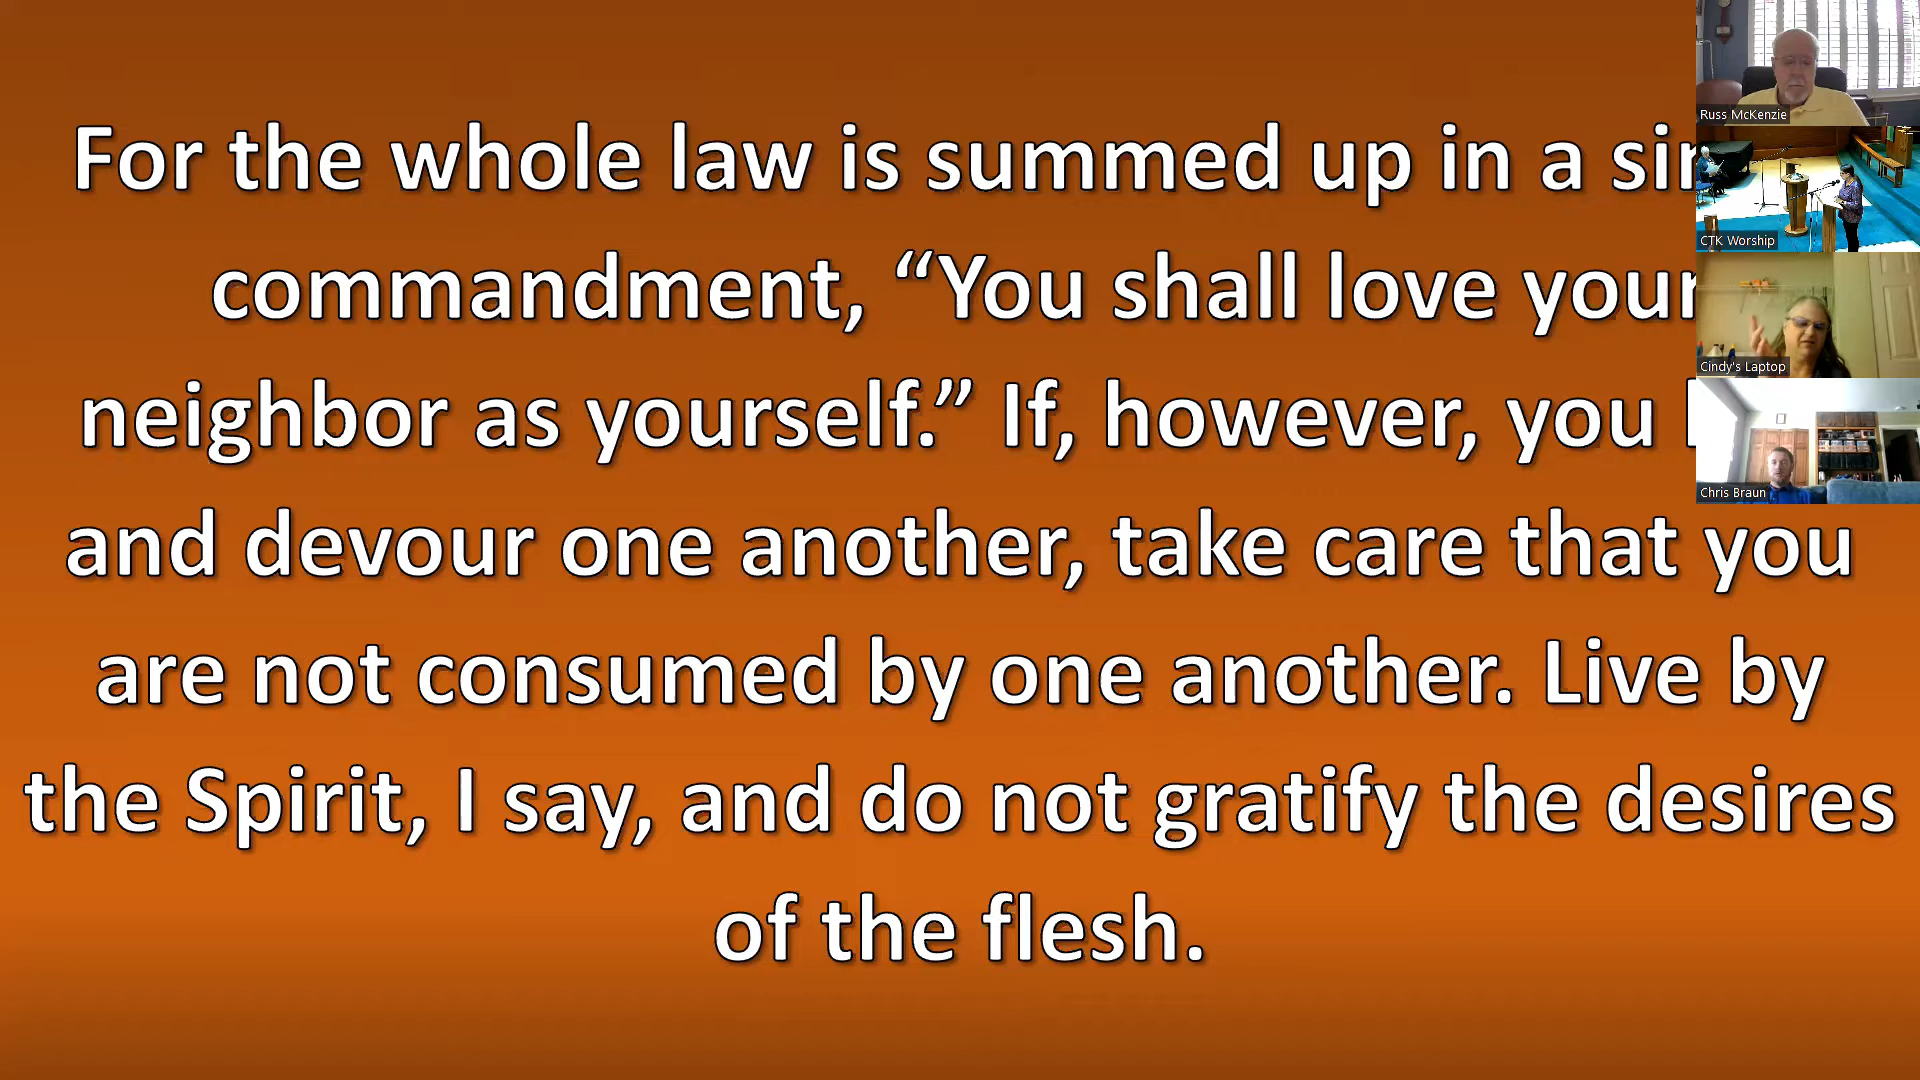 For the whole law is summed up in a
commandment, “You shall love your
neighbor as yourself.” If, however, you
and devour one another, take care that you
are not consumed by one another. Live by
the Spirit, I say, and do not gratify the desires
of the flesh.
Russ McKenzie
CTK Worship
Cindy's Laptop
Chris Braun